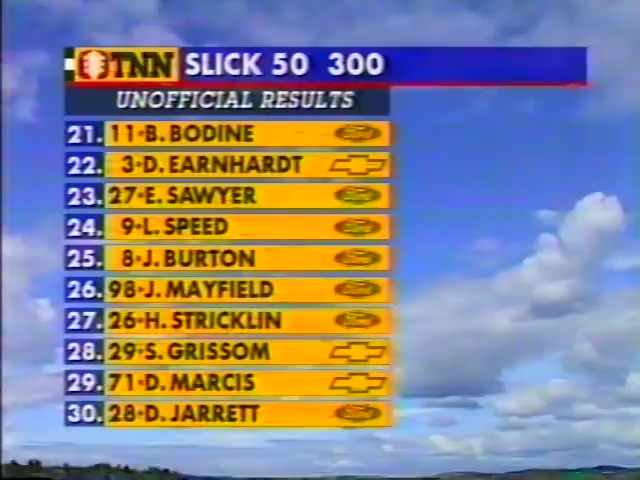 TNN SLICK 50 300
UNOFFICIAL RESULTS
21. 11·B. BODINE
22. 3·D. EARNHARDT
23. 27·E. SAWYER
24. 9·L. SPEED
25. 8·J. BURTON
26. 98·J. MAYFIELD
27. 26·H. STRICKLIN
28. 29·S. GRISSOM
29. 71·D. MARCIS
30. 28·D. JARRETT